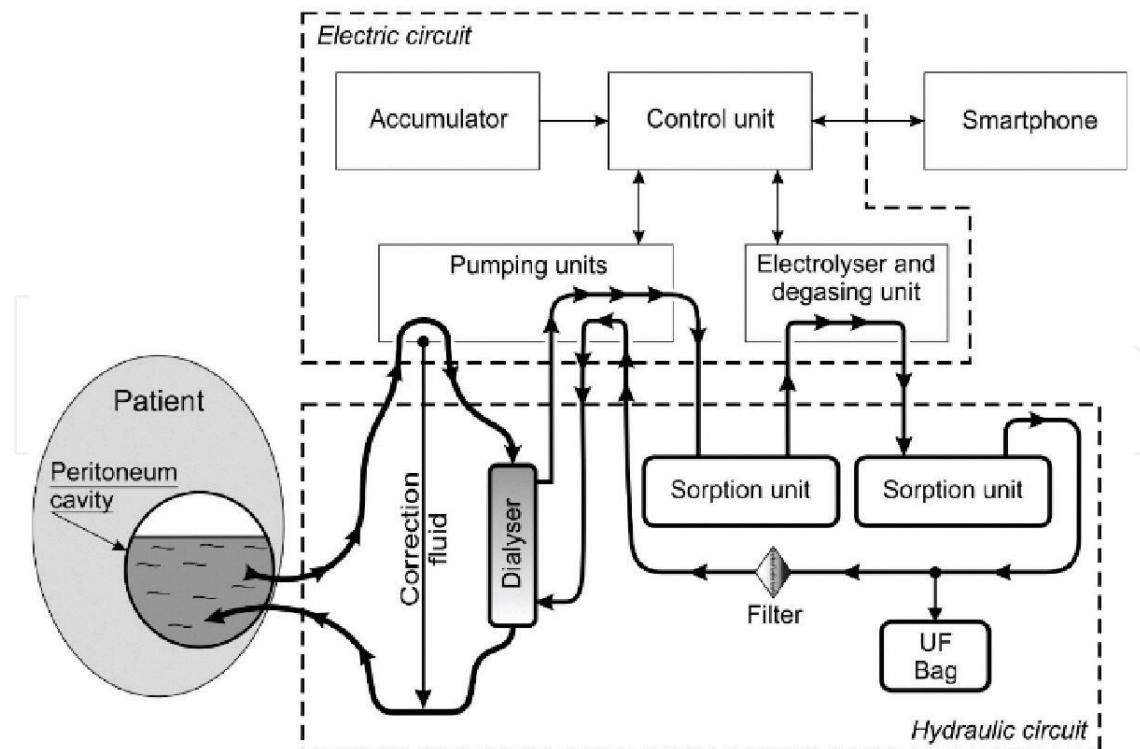 Electric circuit
Accumulator
Control unit
Smartphone
Pumping units
Electrolyser and
degasing unit
Patient
Peritoneum
cavity
Correction
fluid
Dialyser
Sorption unit
Sorption unit
Filter
UF
Bag
Hydraulic circuit